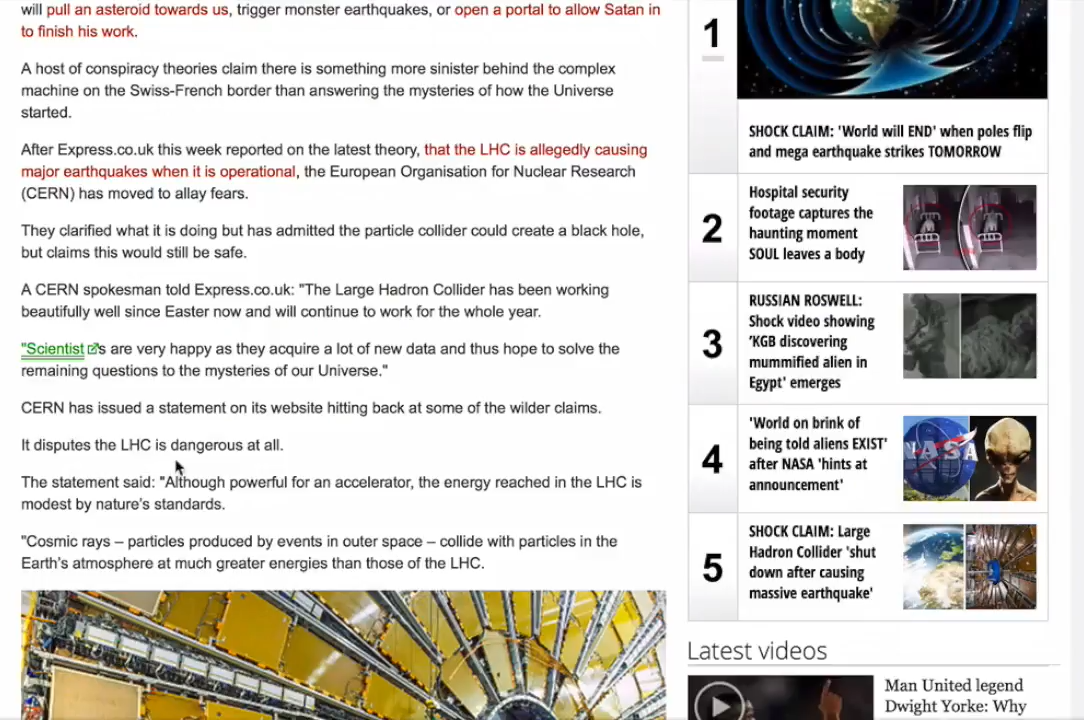 will pull an asteroid towards us, trigger monster earthquakes, or open a portal to allow Satan in
to finish his work.
A host of conspiracy theories claim there is something more sinister behind the complex
machine on the Swiss-French border than answering the mysteries of how the Universe
started.
After Express.co.uk this week reported on the latest theory, that the LHC is allegedly causing
major earthquakes when it is operational, the European Organisation for Nuclear Research
(CERN) has moved to allay fears.
They clarified what it is doing but has admitted the particle collider could create a black hole,
but claims this would still be safe.
A CERN spokesman told Express.co.uk: "The Large Hadron Collider has been working
beautifully well since Easter now and will continue to work for the whole year.
"Scientists are very happy as they acquire a lot of new data and thus hope to solve the
remaining questions to the mysteries of our Universe."
CERN has issued a statement on its website hitting back at some of the wilder claims.
It disputes the LHC is dangerous at all.
The statement said: "Although powerful for an accelerator, the energy reached in the LHC is
modest by nature's standards.
"Cosmic rays – particles produced by events in outer space – collide with particles in the
Earth's atmosphere at much greater energies than those of the LHC.
1
SHOCK CLAIM: 'World will END' when poles flip
and mega earthquake strikes TOMORROW
2
Hospital security
footage captures the
haunting moment
SOUL leaves a body
3
RUSSIAN ROSWELL:
Shock video showing
'KGB discovering
mummified alien in
Egypt' emerges
4
'World on brink of
being told aliens EXIST'
after NASA 'hints at
announcement'
NASA
5
SHOCK CLAIM: Large
Hadron Collider 'shut
down after causing
massive earthquake'
Latest videos
Man United legend
Dwight Yorke: Why